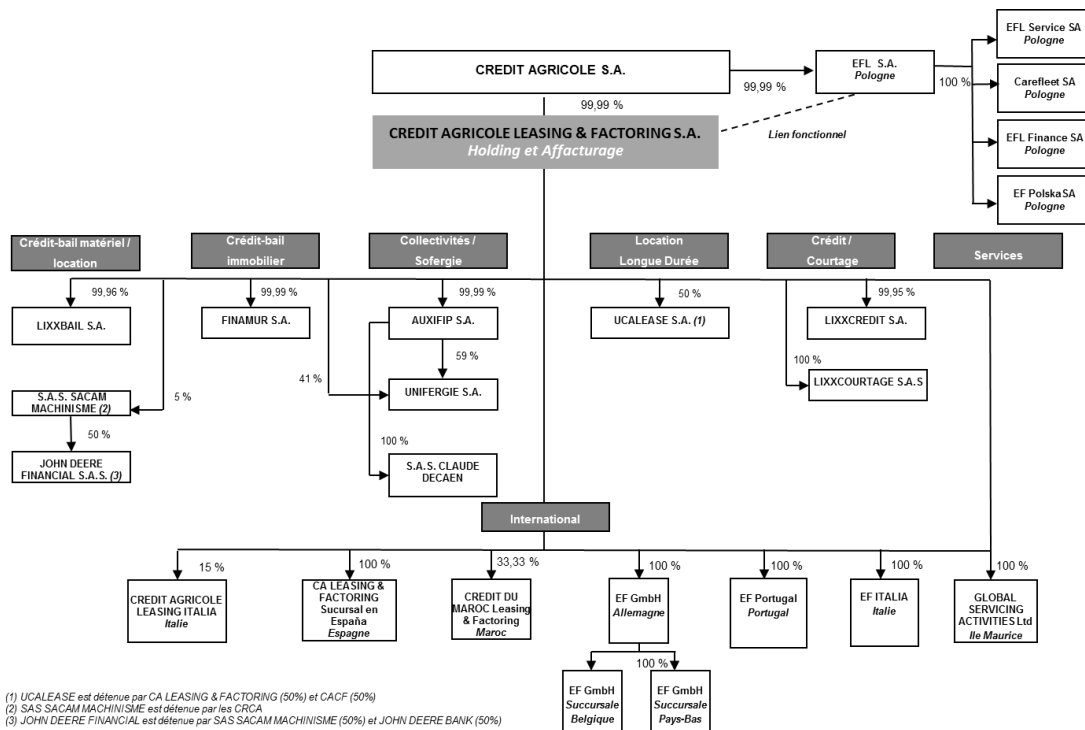 CREDIT AGRICOLE S.A.
99,99 %
EFL S.A.
Pologne
100 %
EFL Service SA
Pologne
Carefleet SA
Pologne
EFL Finance SA
Pologne
EF Polska SA
Pologne
99,99 %
CREDIT AGRICOLE LEASING & FACTORING S.A.
Holding et Affacturage
Lien fonctionnel
Crédit-bail matériel /
location
Crédit-bail
immobilier
Collectivités /
Sofergie
Location
Longue Durée
Crédit /
Courtage
Services
99,96 %
99,99 %
99,99 %
50 %
99,95 %
LIXXBAIL S.A.
FINAMUR S.A.
AUXIFIP S.A.
UCALEASE S.A. (1)
LIXXCREDIT S.A.
59 %
41 %
UNIFERGIE S.A.
100 %
LIXXCOURTAGE S.A.S
S.A.S. SACAM
MACHINISME (2)
5 %
50 %
JOHN DEERE
FINANCIAL S.A.S. (3)
100 %
S.A.S. CLAUDE
DECAEN
International
15 %
100 %
33,33 %
100 %
100 %
100 %
100 %
CREDIT AGRICOLE
LEASING ITALIA
Italie
CA LEASING &
FACTORING
Sucursal en
España
Espagne
CREDIT DU
MAROC Leasing
& Factoring
Maroc
EF GmbH
Allemagne
EF Portugal
Portugal
EF ITALIA
Italie
GLOBAL
SERVICING
ACTIVITIES Ltd
Ile Maurice
100 %
EF GmbH
Succursale
Belgique
EF GmbH
Succursale
Pays-Bas
(1) UCALEASE est détenue par CA LEASING & FACTORING (50%) et CACF (50%)
(2) SAS SACAM MACHINISME est détenue par les CRCA
(3) JOHN DEERE FINANCIAL est détenue par SAS SACAM MACHINISME (50%) et JOHN DEERE BANK (50%)